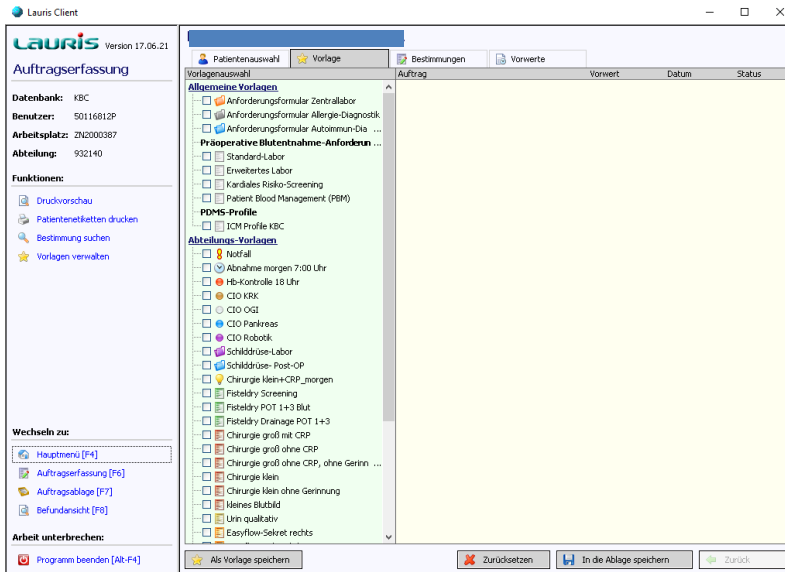 Lauris Client
Lauris Version 17.06.21
Auftragserfassung
Datenbank: KBC
Benutzer: 50116812P
Arbeitsplatz: ZN2000387
Abteilung: 932140
Funktionen:
Druckvorschau
Patientenetiketten drucken
Bestimmung suchen
Vorlagen verwalten
Wechseln zu:
Hauptmenü [F4]
Auftragserfassung [F6]
Auftragsablage [F7]
Befundansicht [F8]
Arbeit unterbrechen:
Programm beenden [Alt-F4]
Patientenauswahl Vorlage Bestimmungen Vorwerte
Vorlagenauswahl Auftrag Vorwert Datum Status
Allgemeine Vorlagen
Anforderungsformular Zentrallabor
Anforderungsformular Allergie-Diagnostik
Anforderungsformular Autoimmun-Dia ...
Präoperative Blutentnahme-Anforderun ...
Standard-Labor
Erweitertes Labor
Kardiales Risiko-Screening
Patient Blood Management (PBM)
PDMS-Profile
ICM Profile KBC
Abteilungs-Vorlagen
Notfall
Abnahme morgen 7:00 Uhr
Hb-Kontrolle 18 Uhr
CIO KRK
CIO OGI
CIO Pankreas
CIO Robotik
Schilddrüse-Labor
Schilddrüse- Post-OP
Chirurgie klein+CRP_morgen
Fisteldry Screening
Fisteldry POT 1+3 Blut
Fisteldry Drainage POT 1+3
Chirurgie groß mit CRP
Chirurgie groß ohne CRP
Chirurgie groß ohne CRP, ohne Gerinn ...
Chirurgie klein
Chirurgie klein ohne Gerinnung
kleines Blutbild
Urin qualitativ
Easyflow-Sekret rechts
Als Vorlage speichern Zurücksetzen In die Ablage speichern Zurück